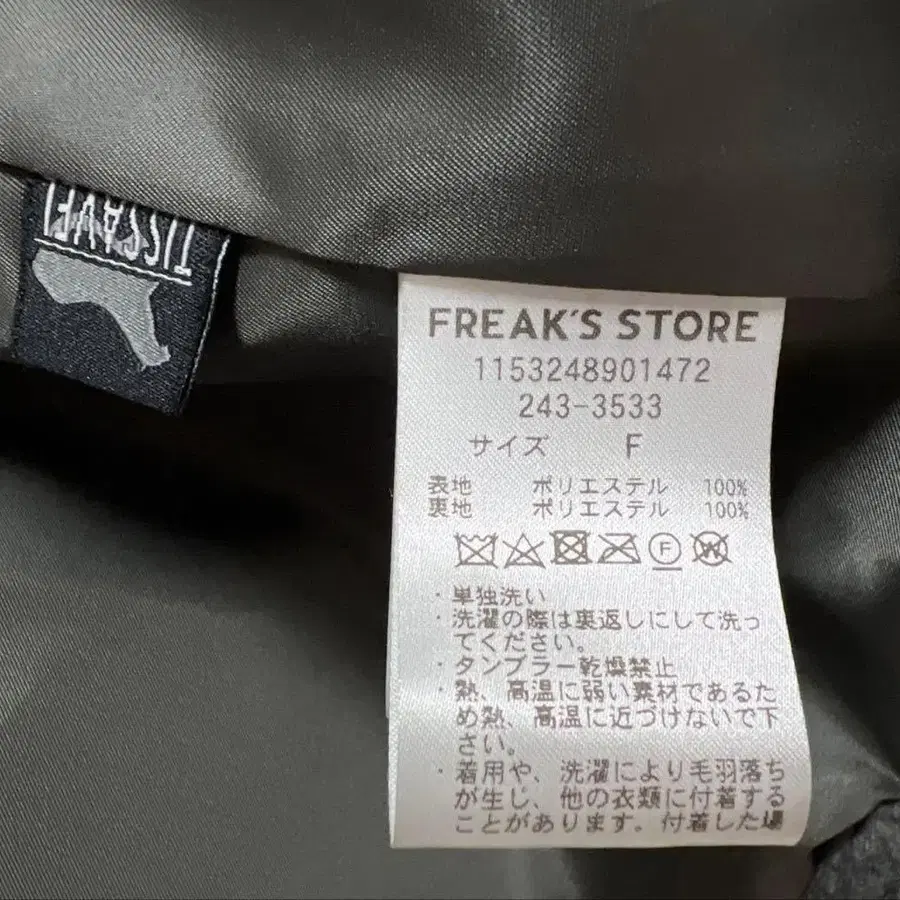 TISSAVEL
FREAK'S STORE
1153248901472
243-3533
サイズ F
表地 ポリエステル 100%
裏地 ポリエステル 100%
F
W
・単独洗い
・洗濯の際は裏返しにして洗っ
てください。
・タンブラー乾燥禁止
・熱、高温に弱い素材であるた
め熱、高温に近づけないで下
さい。
・着用や、洗濯により毛羽落ち
が生じ、他の衣類に付着する
ことがあります。付着した場